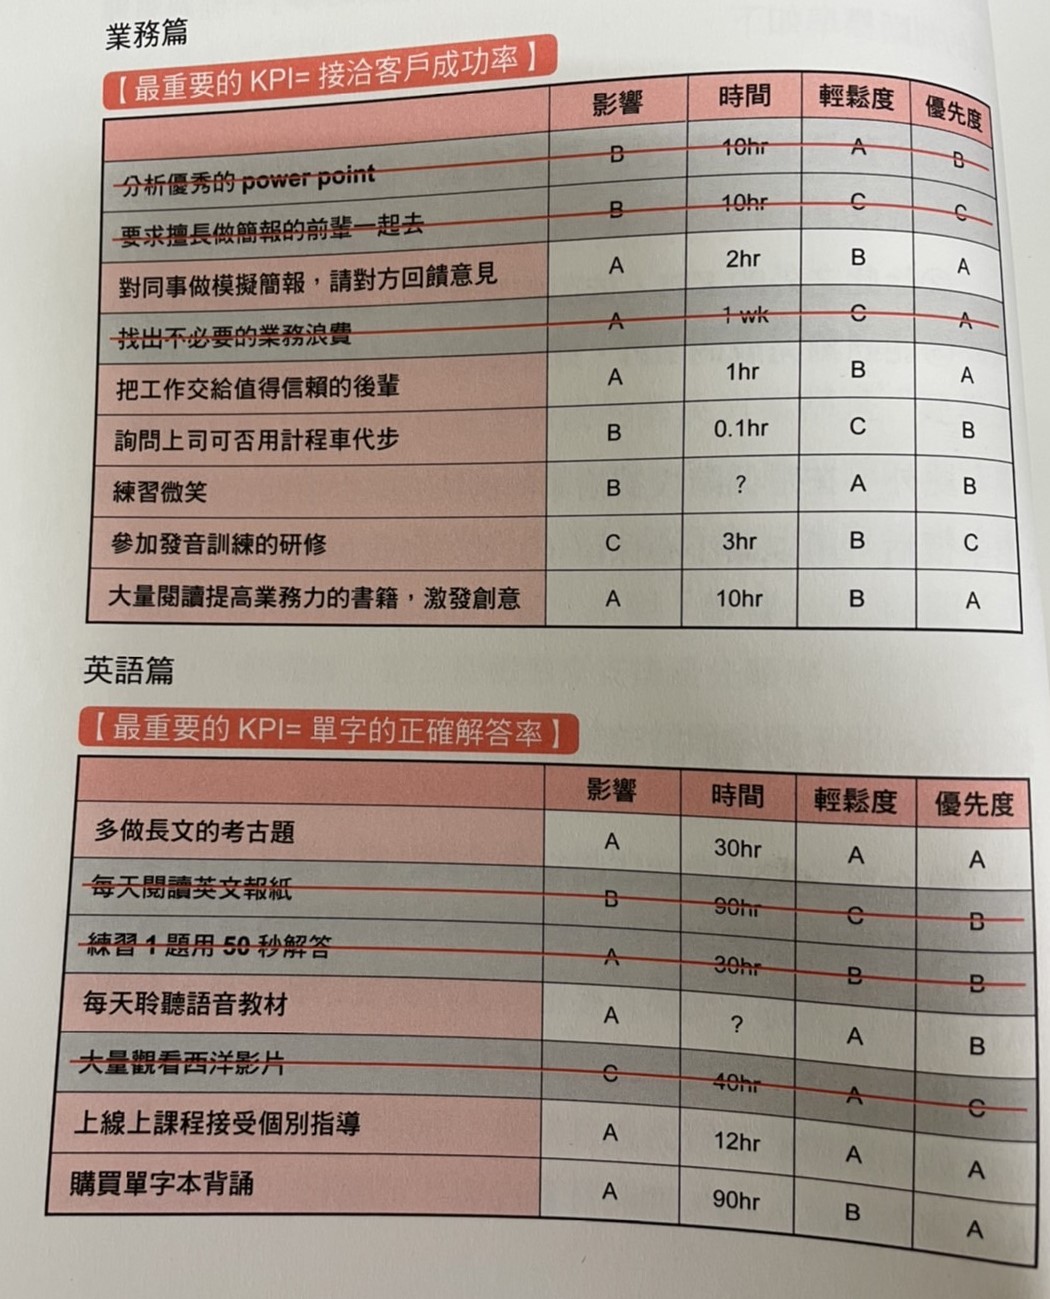 業務篇
【最重要的 KPI= 接洽客戶成功率】
影響 時間 輕鬆度 優先度
分析優秀的 power point B 10hr A B
要求擅長做簡報的前輩一起去 B 10hr C C
對同事做模擬簡報，請對方回饋意見 A 2hr B A
找出不必要的業務浪費 A 1 wk C A
把工作交給值得信賴的後輩 A 1hr B A
詢問上司可否用計程車代步 B 0.1hr C B
練習微笑 B ? A B
參加發音訓練的研修 C 3hr B C
大量閱讀提高業務力的書籍，激發創意 A 10hr B A
英語篇
【最重要的 KPI= 單字的正確解答率】
影響 時間 輕鬆度 優先度
多做長文的考古題 A 30hr A A
每天閱讀英文報紙 B 90hr C B
練習 1 題用 50 秒解答 A 30hr B B
每天聆聽語音教材 A ? A B
大量觀看西洋影片 C 40hr A C
上線上課程接受個別指導 A 12hr A A
購買單字本背誦 A 90hr B A